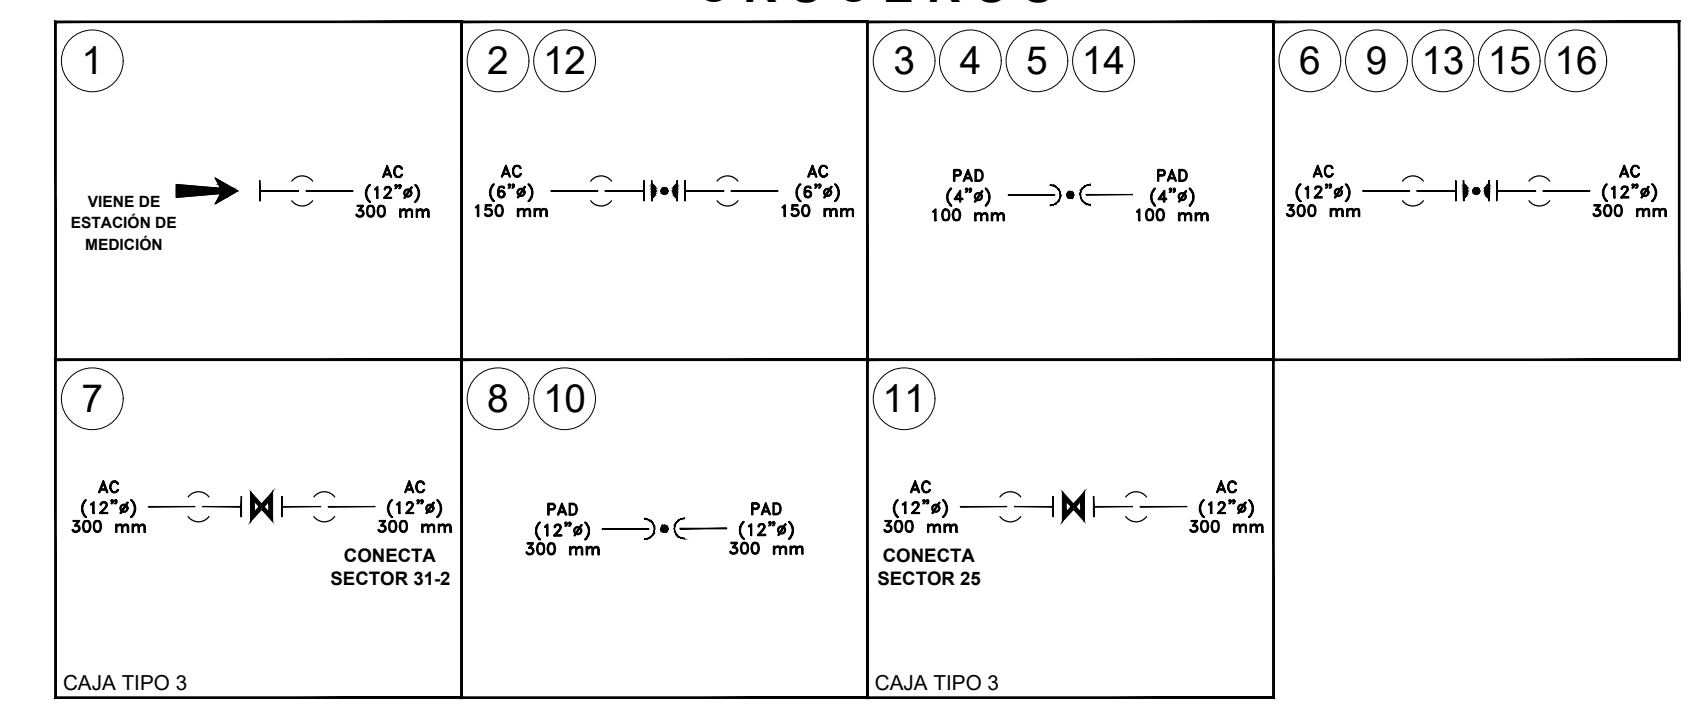 CRUCEROS
1
VIENE DE
ESTACIÓN DE
MEDICIÓN
AC
(12"ø)
300 mm
2 12
AC
(6"ø)
150 mm
AC
(6"ø)
150 mm
3 4 5 14
PAD
(4"ø)
100 mm
PAD
(4"ø)
100 mm
6 9 13 15 16
AC
(12"ø)
300 mm
AC
(12"ø)
300 mm
7
AC
(12"ø)
300 mm
AC
(12"ø)
300 mm
CONECTA
SECTOR 31-2
CAJA TIPO 3
8 10
PAD
(12"ø)
300 mm
PAD
(12"ø)
300 mm
11
AC
(12"ø)
300 mm
CONECTA
SECTOR 25
AC
(12"ø)
300 mm
CAJA TIPO 3